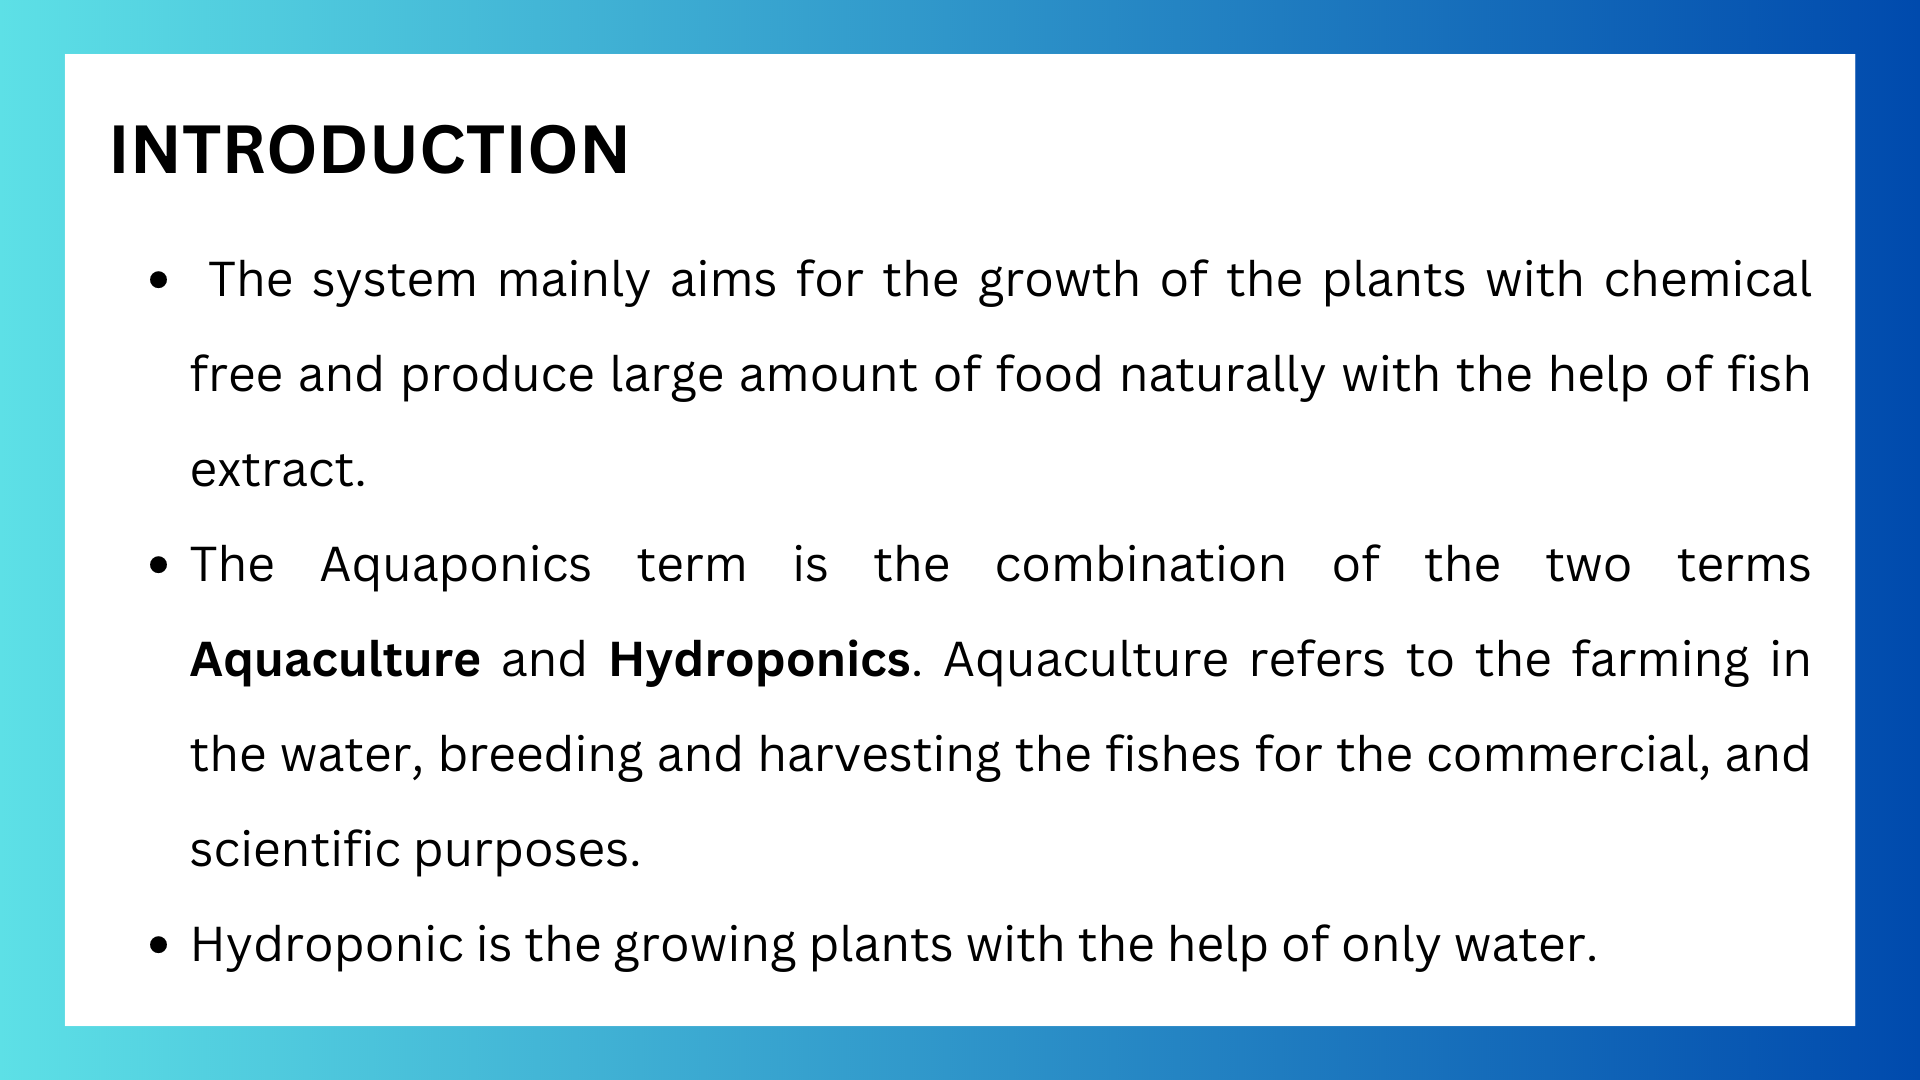 INTRODUCTION
• The system mainly aims for the growth of the plants with chemical
free and produce large amount of food naturally with the help of fish
extract.
• The Aquaponics term is the combination of the two terms
Aquaculture and Hydroponics. Aquaculture refers to the farming in
the water, breeding and harvesting the fishes for the commercial, and
scientific purposes.
• Hydroponic is the growing plants with the help of only water.